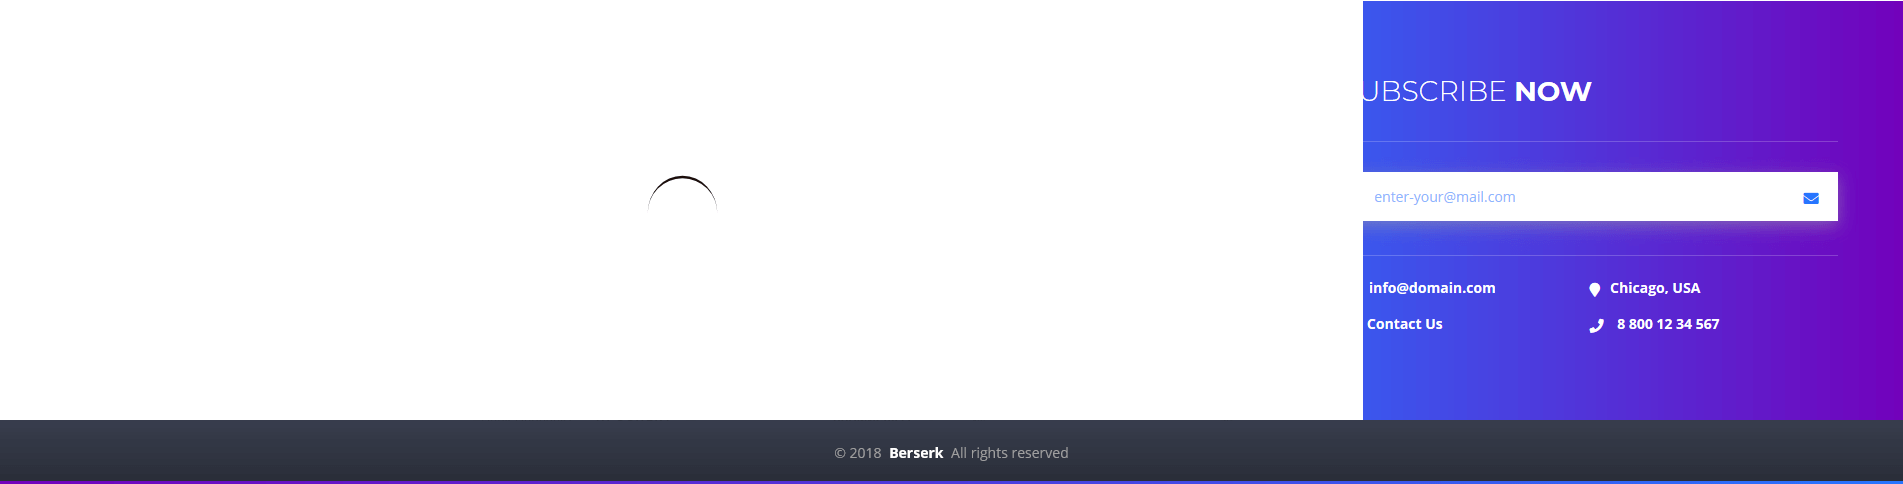 UBSCRIBE NOW
enter-your@mail.com
info@domain.com
Chicago, USA
Contact Us
8 800 12 34 567
© 2018 Berserk All rights reserved